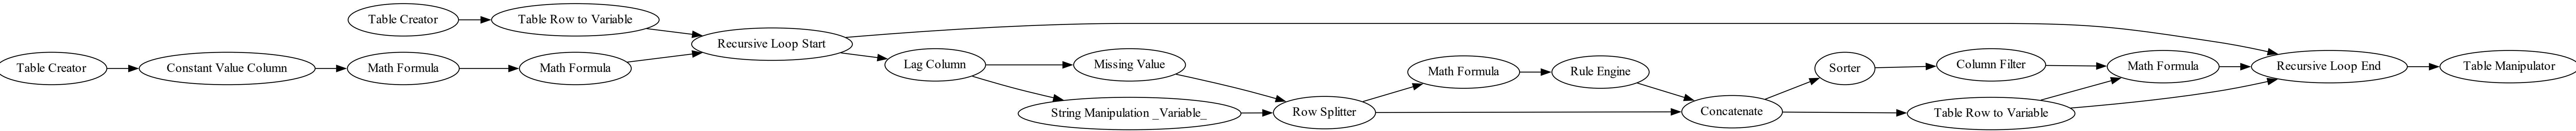 Table Creator
Table Row to Variable
Table Creator
Constant Value Column
Math Formula
Math Formula
Recursive Loop Start
Lag Column
Missing Value
String Manipulation _Variable_
Row Splitter
Math Formula
Rule Engine
Concatenate
Sorter
Column Filter
Table Row to Variable
Math Formula
Recursive Loop End
Table Manipulator